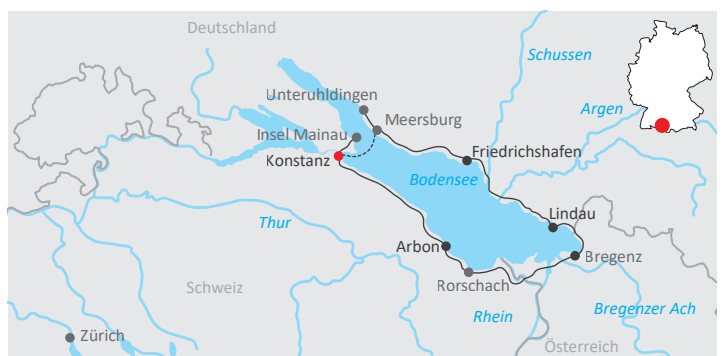 Deutschland
Schussen
Unteruhldingen
Argen
Meersburg
Insel Mainau
Friedrichshafen
Konstanz
Bodensee
Lindau
Thur
Arbon
Bregenz
Rorschach
Schweiz
Bregenzer Ach
Rhein
Zürich
Österreich